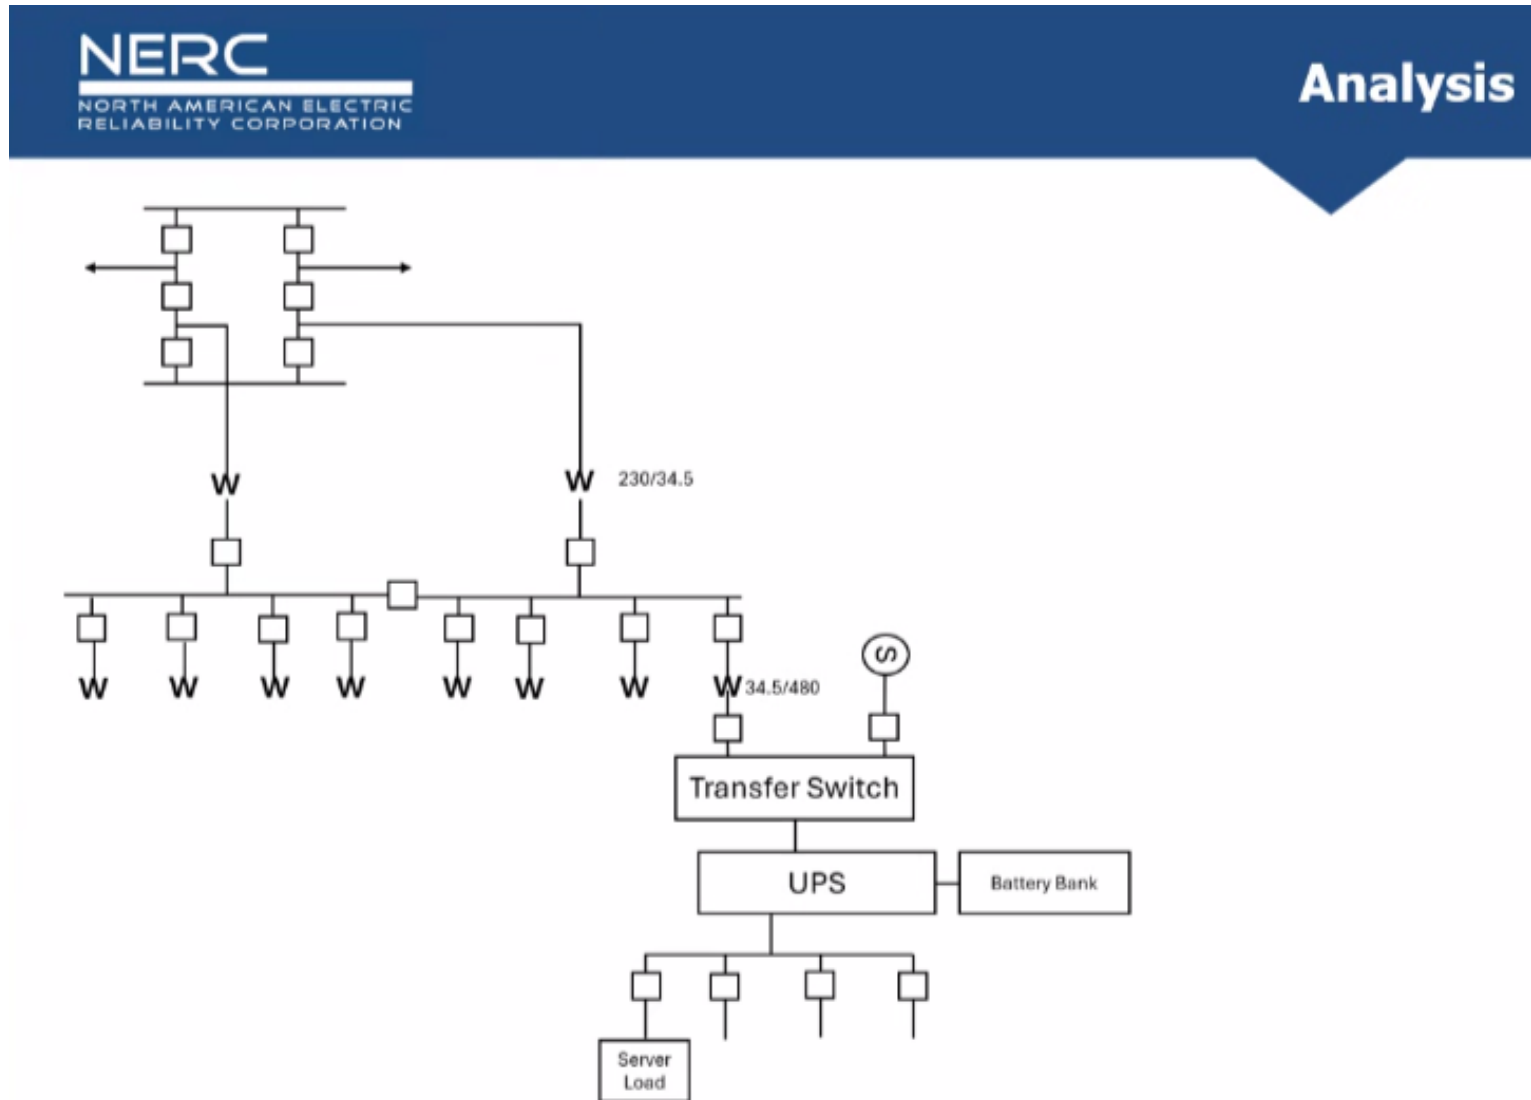 NERC
NORTH AMERICAN ELECTRIC
RELIABILITY CORPORATION
Analysis
W
W 230/34.5
W W W W W W W W 34.5/480
S
Transfer Switch
UPS
Battery Bank
Server
Load